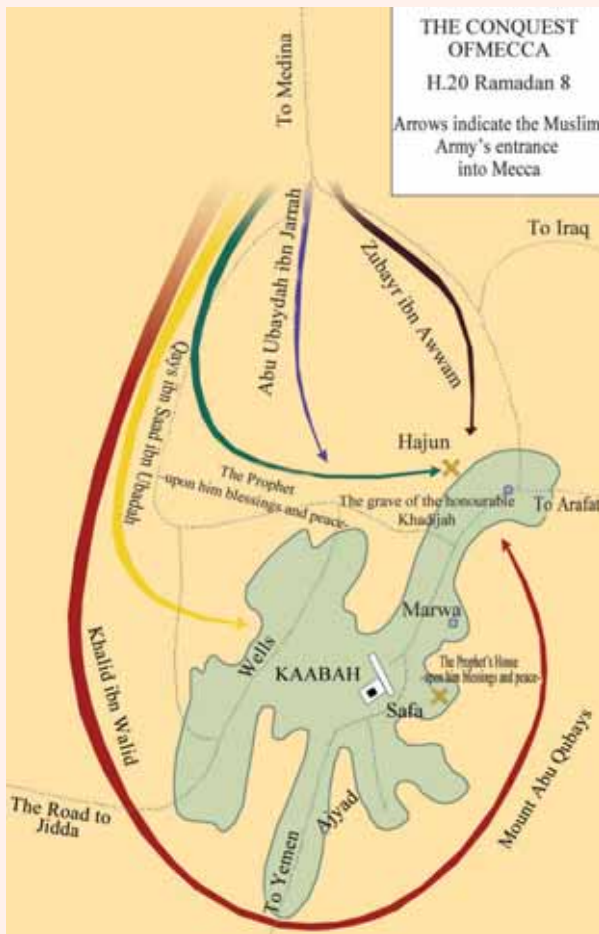 THE CONQUEST
OFMECCA
H.20 Ramadan 8
Arrows indicate the Muslim
Army's entrance
into Mecca
To Medina
To Iraq
Zubayr ibn Awwam
Abu Ubaydah ibn Jarrah
Qays ibn Saad ibn Ubadah
Hajun
The Prophet
-upon him blessings and peace-
The grave of the honourable
Khadijah
To Arafat
Marwa
Wells
KAABAH
The Prophet's House
-upon him blessings and peace-
Safa
Khalid ibn Walid
Mount Abu Qubays
The Road to
Jidda
Ajyad
To Yemen